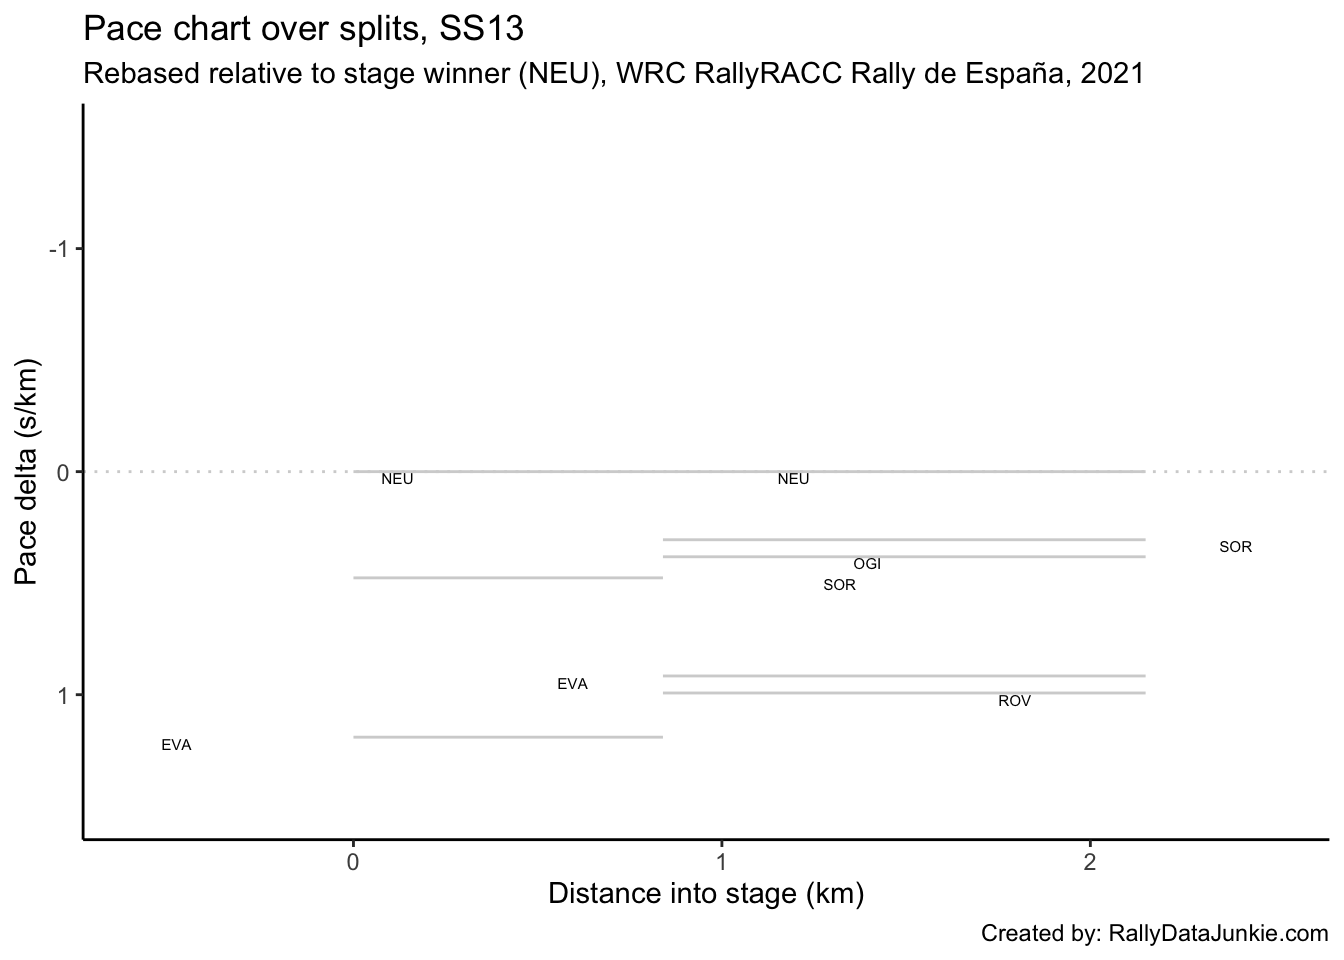 Pace chart over splits, SS13
Rebased relative to stage winner (NEU), WRC RallyRACC Rally de España, 2021
Pace delta (s/km)
-1
0
1
NEU
NEU
SOR
OGI
SOR
EVA
ROV
EVA
0
1
2
Distance into stage (km)
Created by: RallyDataJunkie.com